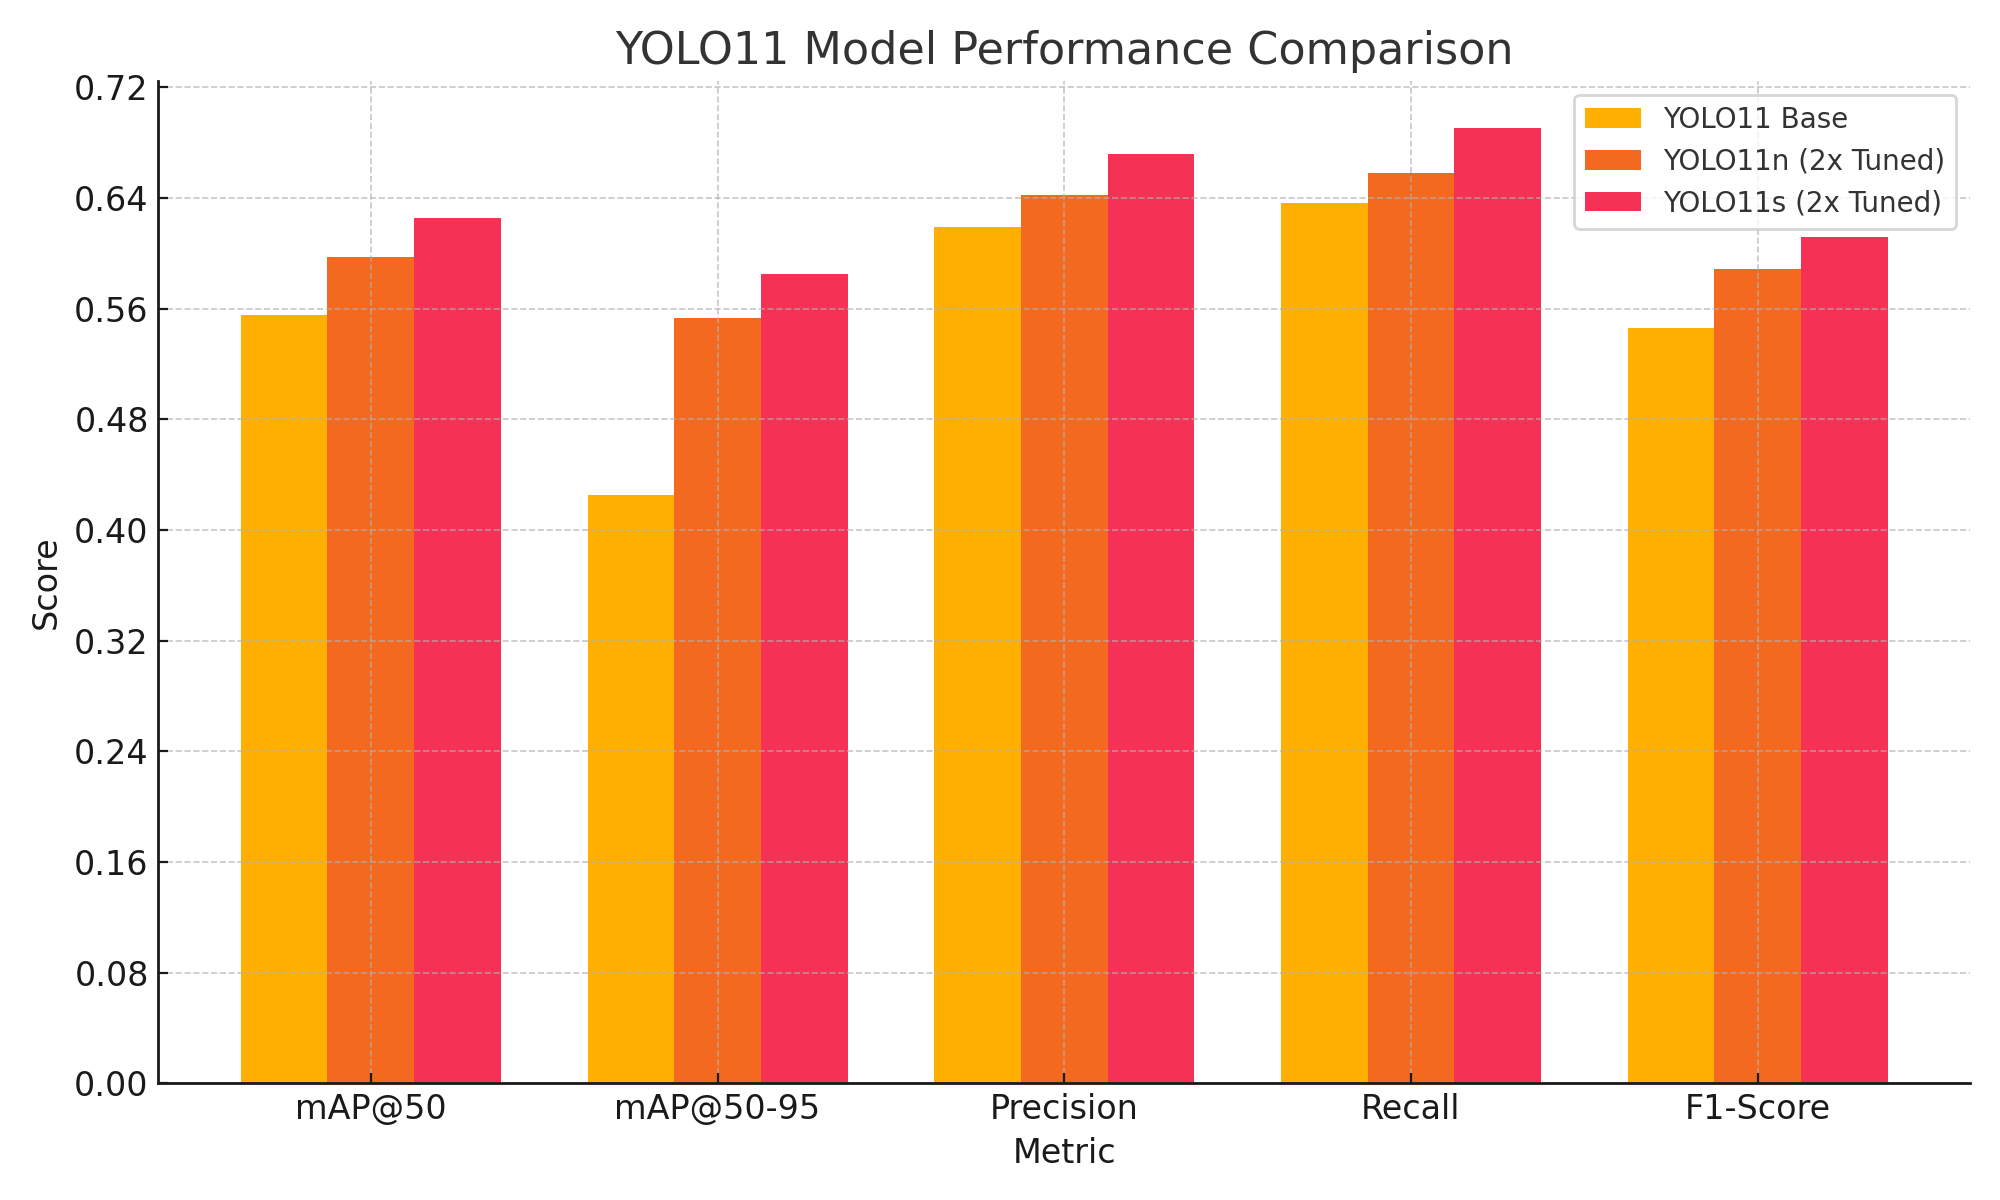 YOLO11 Model Performance Comparison
0.72
0.64
0.56
0.48
0.40
0.32
0.24
0.16
0.08
0.00
Score
YOLO11 Base
YOLO11n (2x Tuned)
YOLO11s (2x Tuned)
mAP@50
mAP@50-95
Precision
Recall
F1-Score
Metric